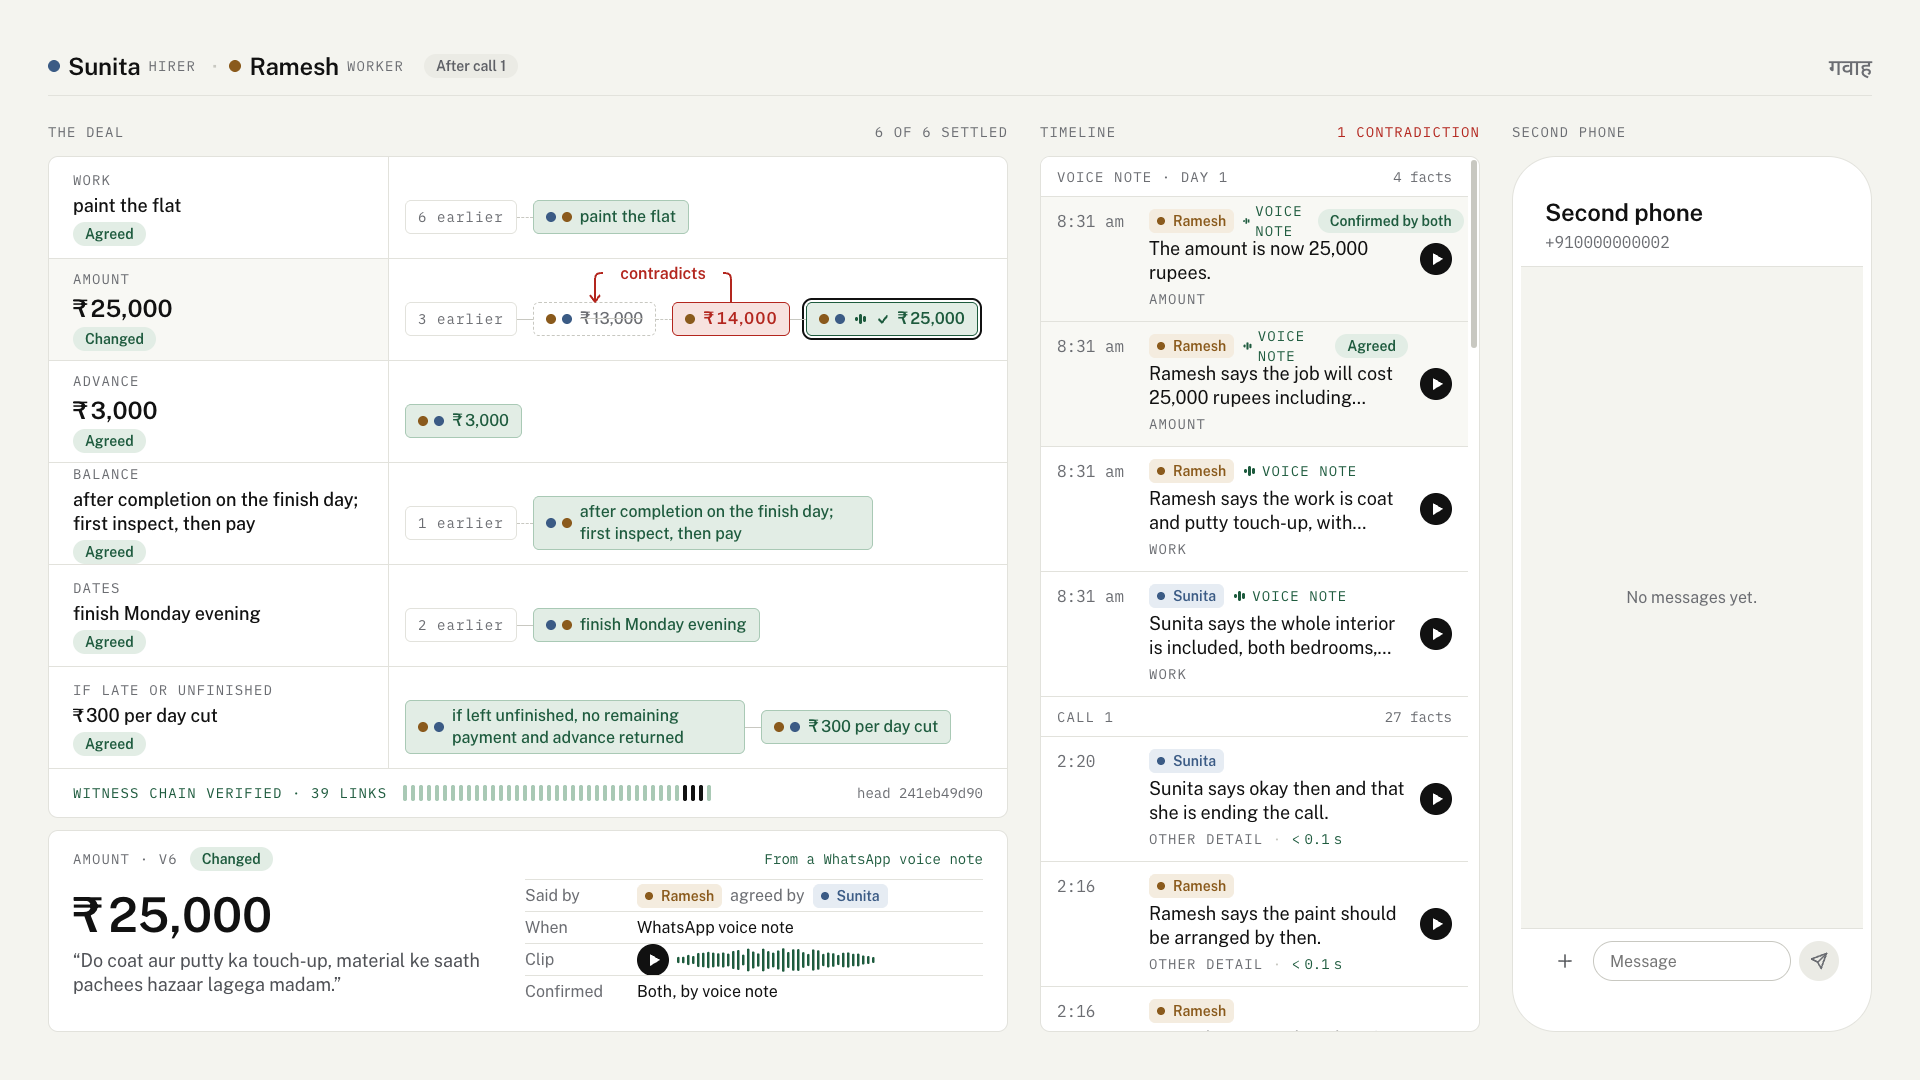 Sunita HIRER · Ramesh WORKER After call 1
गवाह
THE DEAL
6 OF 6 SETTLED
WORK
paint the flat
Agreed
6 earlier
paint the flat
AMOUNT
₹25,000
Changed
contradicts
3 earlier
₹13,000
₹14,000
₹25,000
ADVANCE
₹3,000
Agreed
₹3,000
BALANCE
after completion on the finish day;
first inspect, then pay
Agreed
1 earlier
after completion on the finish day;
first inspect, then pay
DATES
finish Monday evening
Agreed
2 earlier
finish Monday evening
IF LATE OR UNFINISHED
₹300 per day cut
Agreed
if left unfinished, no remaining
payment and advance returned
₹300 per day cut
WITNESS CHAIN VERIFIED · 39 LINKS
head 241eb49d90
AMOUNT · V6 Changed
From a WhatsApp voice note
₹25,000
“Do coat aur putty ka touch-up, material ke saath
pachees hazaar lagega madam.”
Said by Ramesh agreed by Sunita
When WhatsApp voice note
Clip
Confirmed Both, by voice note
TIMELINE
1 CONTRADICTION
VOICE NOTE · DAY 1
4 facts
8:31 am
Ramesh
VOICE
NOTE
Confirmed by both
The amount is now 25,000
rupees.
AMOUNT
8:31 am
Ramesh
VOICE
NOTE
Agreed
Ramesh says the job will cost
25,000 rupees including…
AMOUNT
8:31 am
Ramesh
VOICE NOTE
Ramesh says the work is coat
and putty touch-up, with…
WORK
8:31 am
Sunita
VOICE NOTE
Sunita says the whole interior
is included, both bedrooms,…
WORK
CALL 1
27 facts
2:20
Sunita
Sunita says okay then and that
she is ending the call.
OTHER DETAIL · <0.1s
2:16
Ramesh
Ramesh says the paint should
be arranged by then.
OTHER DETAIL · <0.1s
2:16
Ramesh
SECOND PHONE
Second phone
+910000000002
No messages yet.
Message